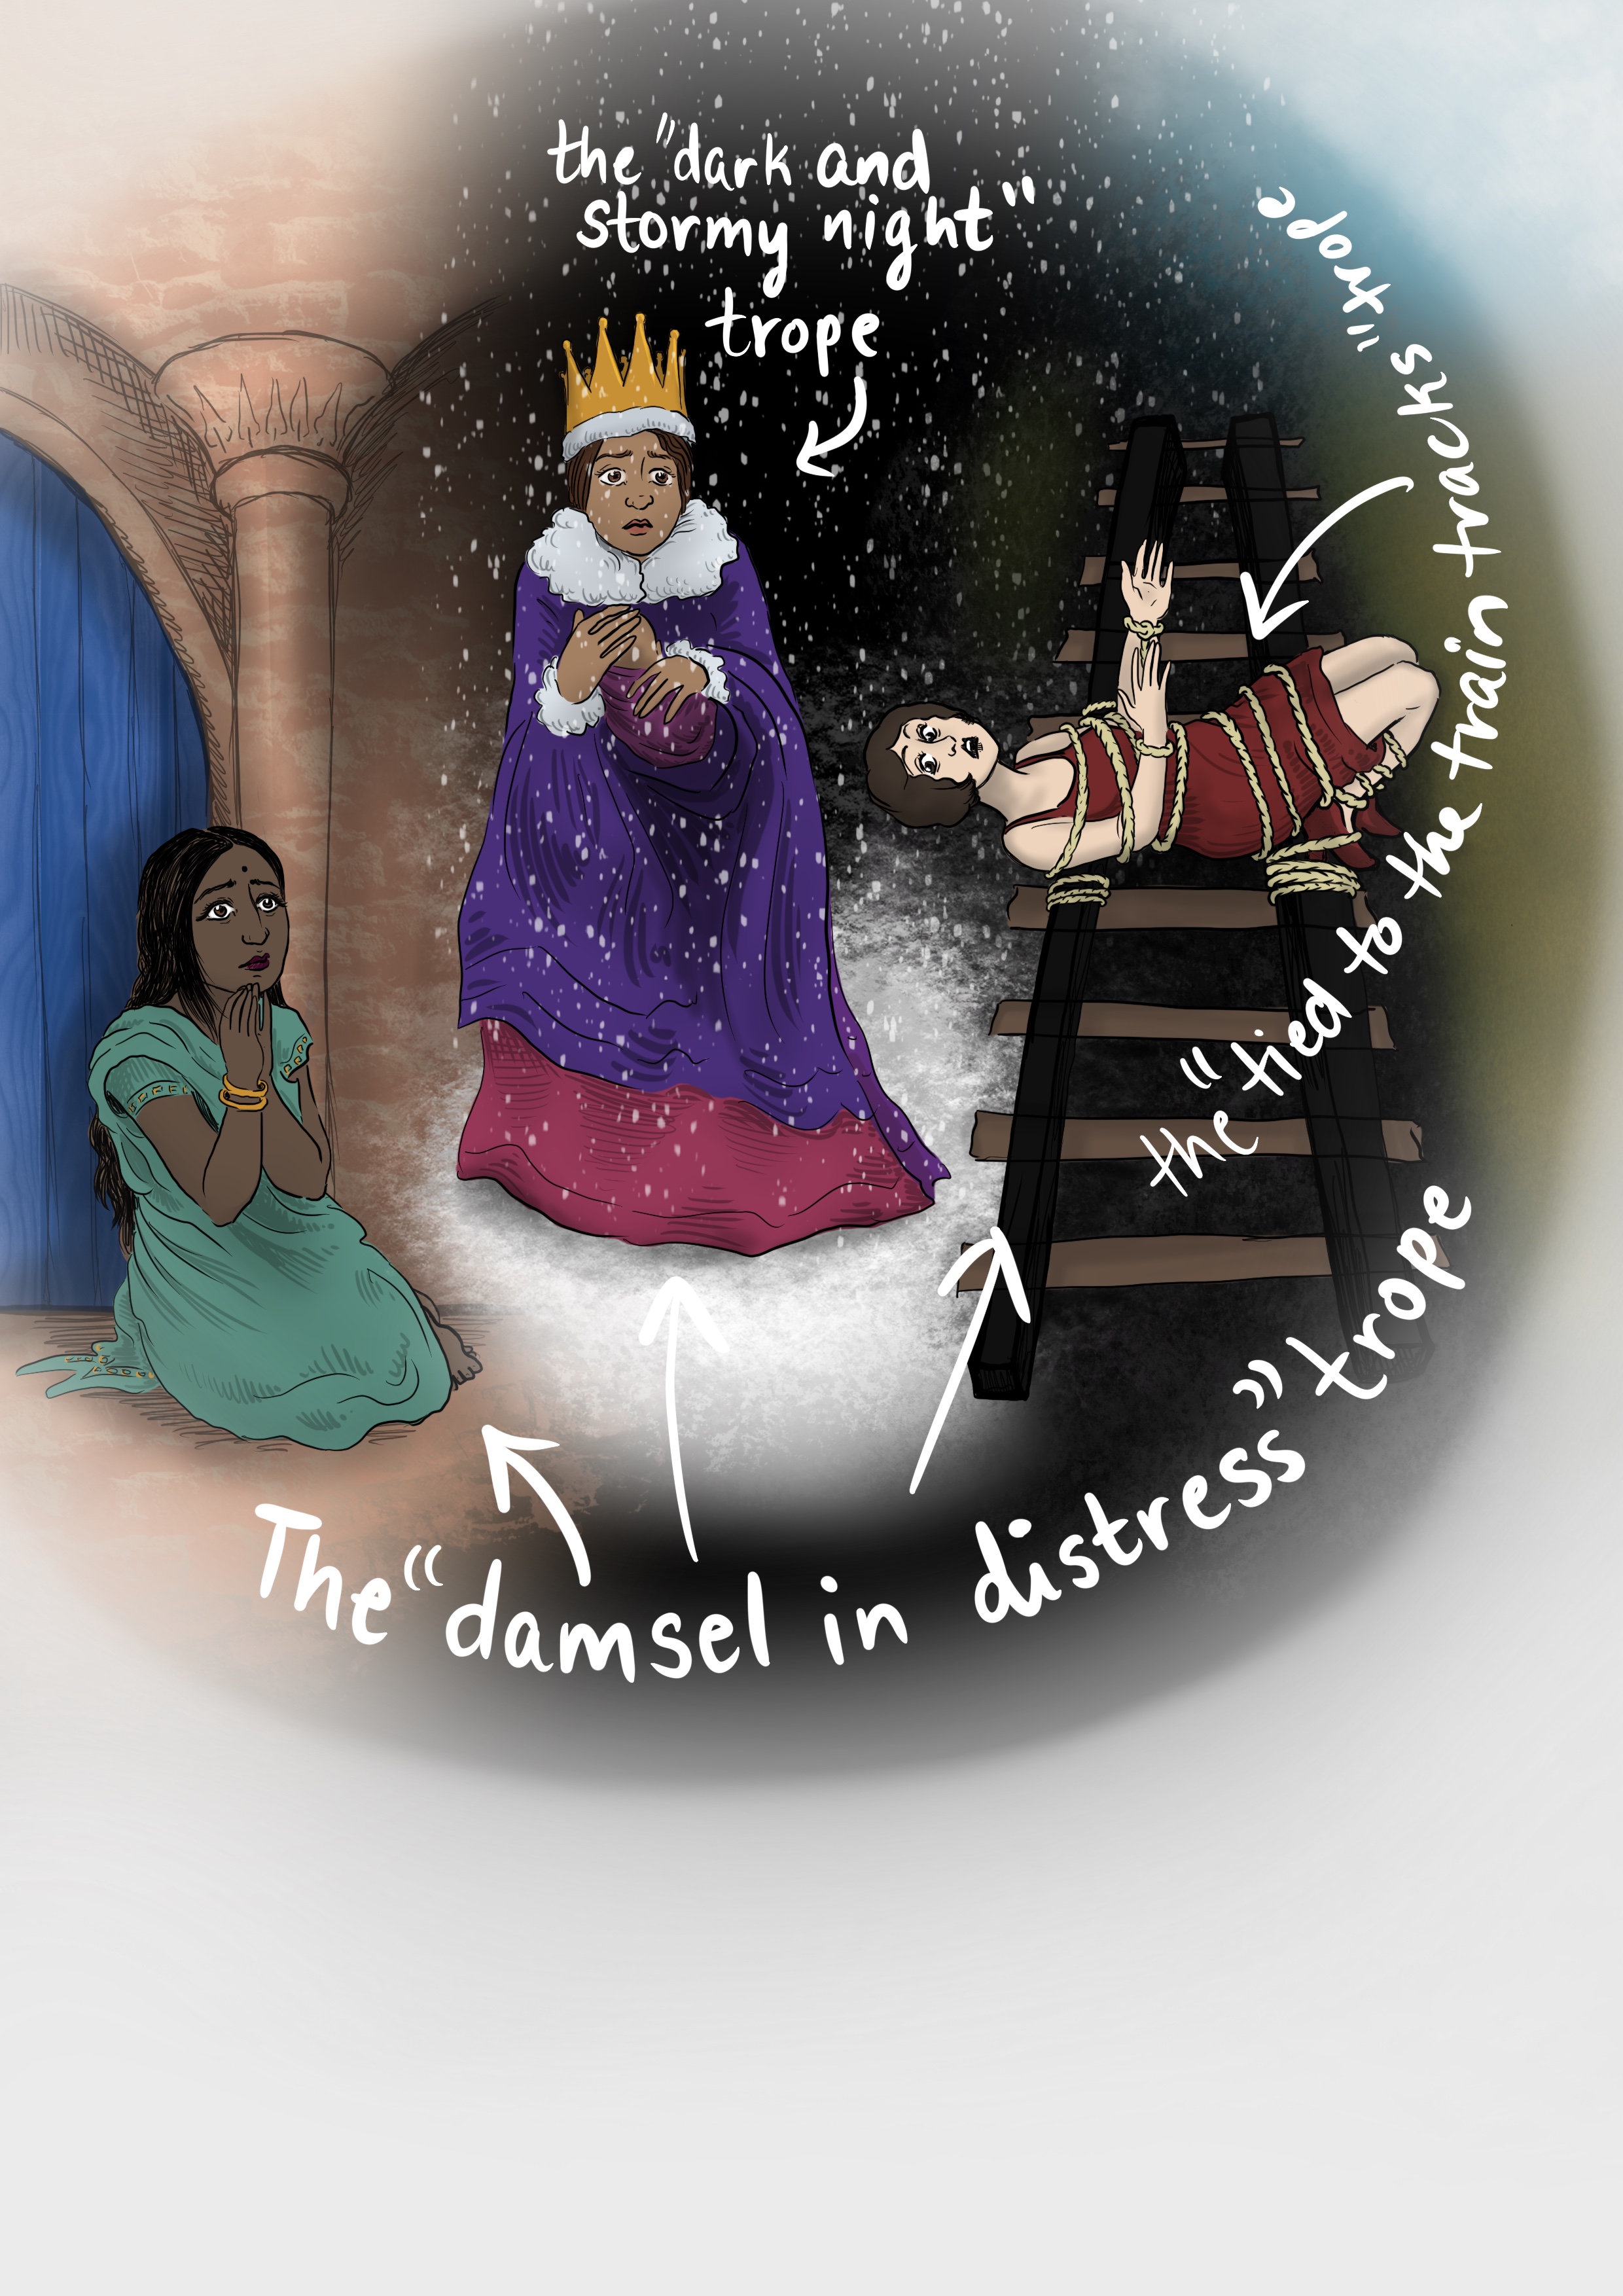 the "dark and
stormy night"
trope
the "tied to the train tracks" trope
The "damsel in distress" trope